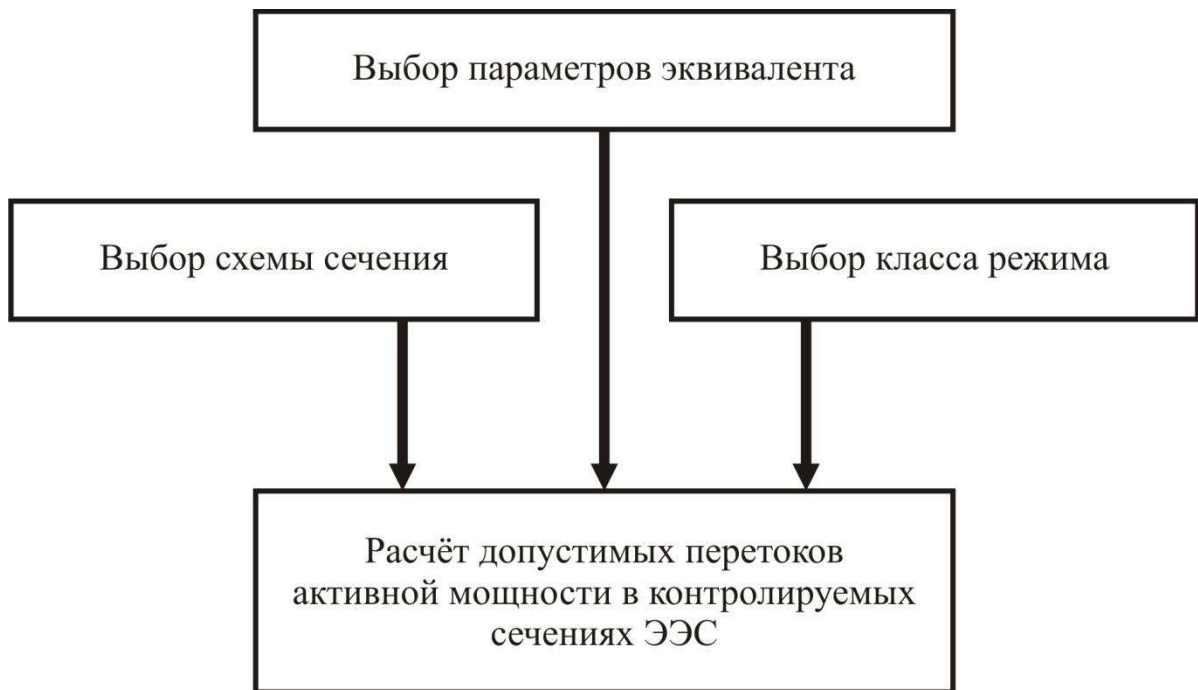 Выбор параметров эквивалента
Выбор схемы сечения
Выбор класса режима
Расчёт допустимых перетоков
активной мощности в контролируемых
сечениях ЭЭС